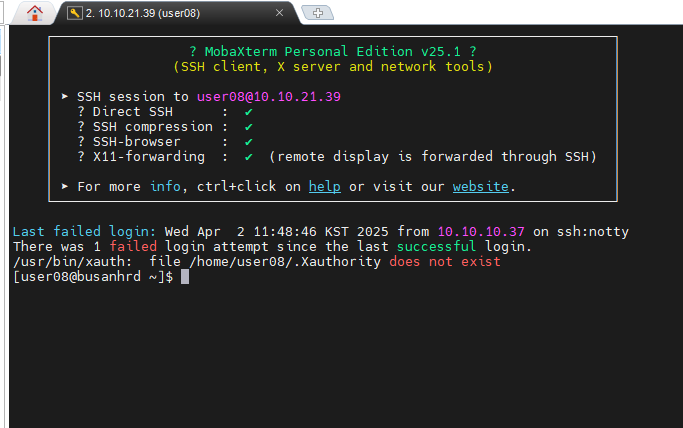 2. 10.10.21.39 (user08)
? MobaXterm Personal Edition v25.1 ?
(SSH client, X server and network tools)
➤ SSH session to user08@10.10.21.39
? Direct SSH : ✔
? SSH compression : ✔
? SSH-browser : ✔
? X11-forwarding : ✔ (remote display is forwarded through SSH)
➤ For more info, ctrl+click on help or visit our website.
Last failed login: Wed Apr  2 11:48:46 KST 2025 from 10.10.10.37 on ssh:notty
There was 1 failed login attempt since the last successful login.
/usr/bin/xauth:  file /home/user08/.Xauthority does not exist
[user08@busanhrd ~]$